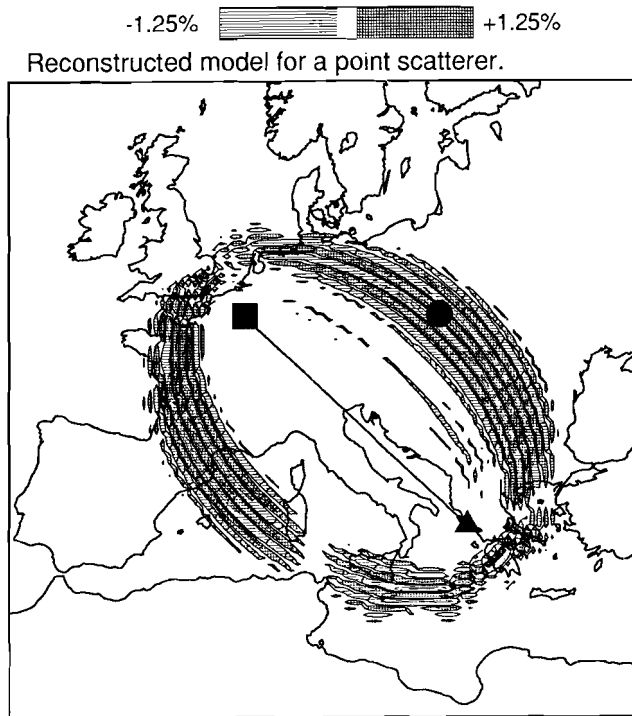 -1.25% +1.25%
Reconstructed model for a point scatterer.